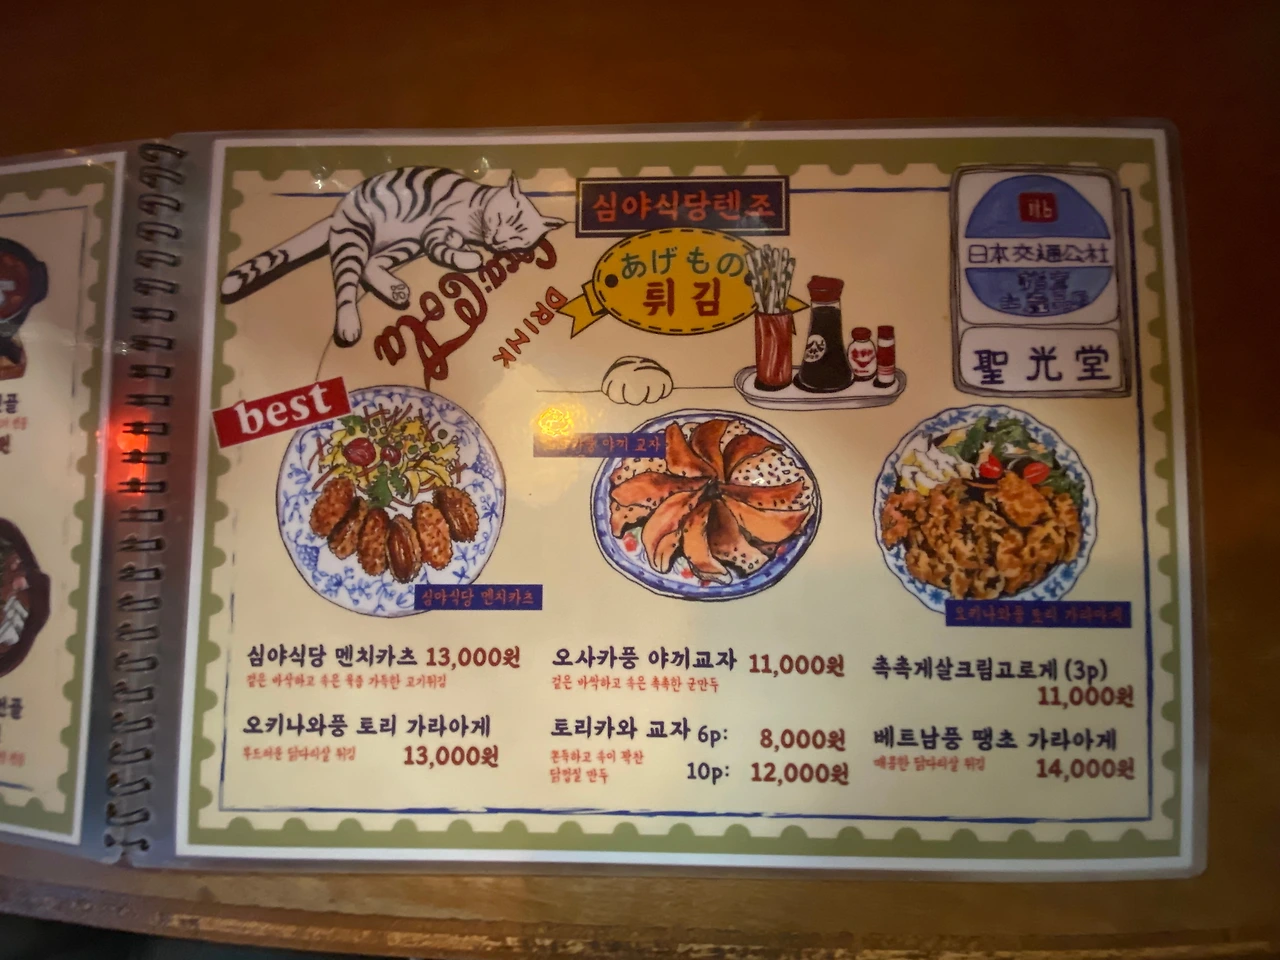 심야식당텐조
あげもの
튀김
Coca-Cola
DRINK
日本交通公社
聖光堂
best
야끼 교자
심야식당 멘치카츠
오키나와풍 토리 가라아게
심야식당 멘치카츠 13,000원
겉은 바삭하고 속은 육즙 가득한 고기튀김
오키나와풍 토리 가라아게
부드러운 닭다리살 튀김 13,000원
오사카풍 야끼교자 11,000원
겉은 바싹하고 속은 촉촉한 군만두
토리카와 교자 6p: 8,000원
쫀득하고 속이 꽉찬
닭껍질 만두 10p: 12,000원
촉촉게살크림고로게 (3p)
11,000원
베트남풍 땡초 가라아게
매콤한 닭다리살 튀김 14,000원